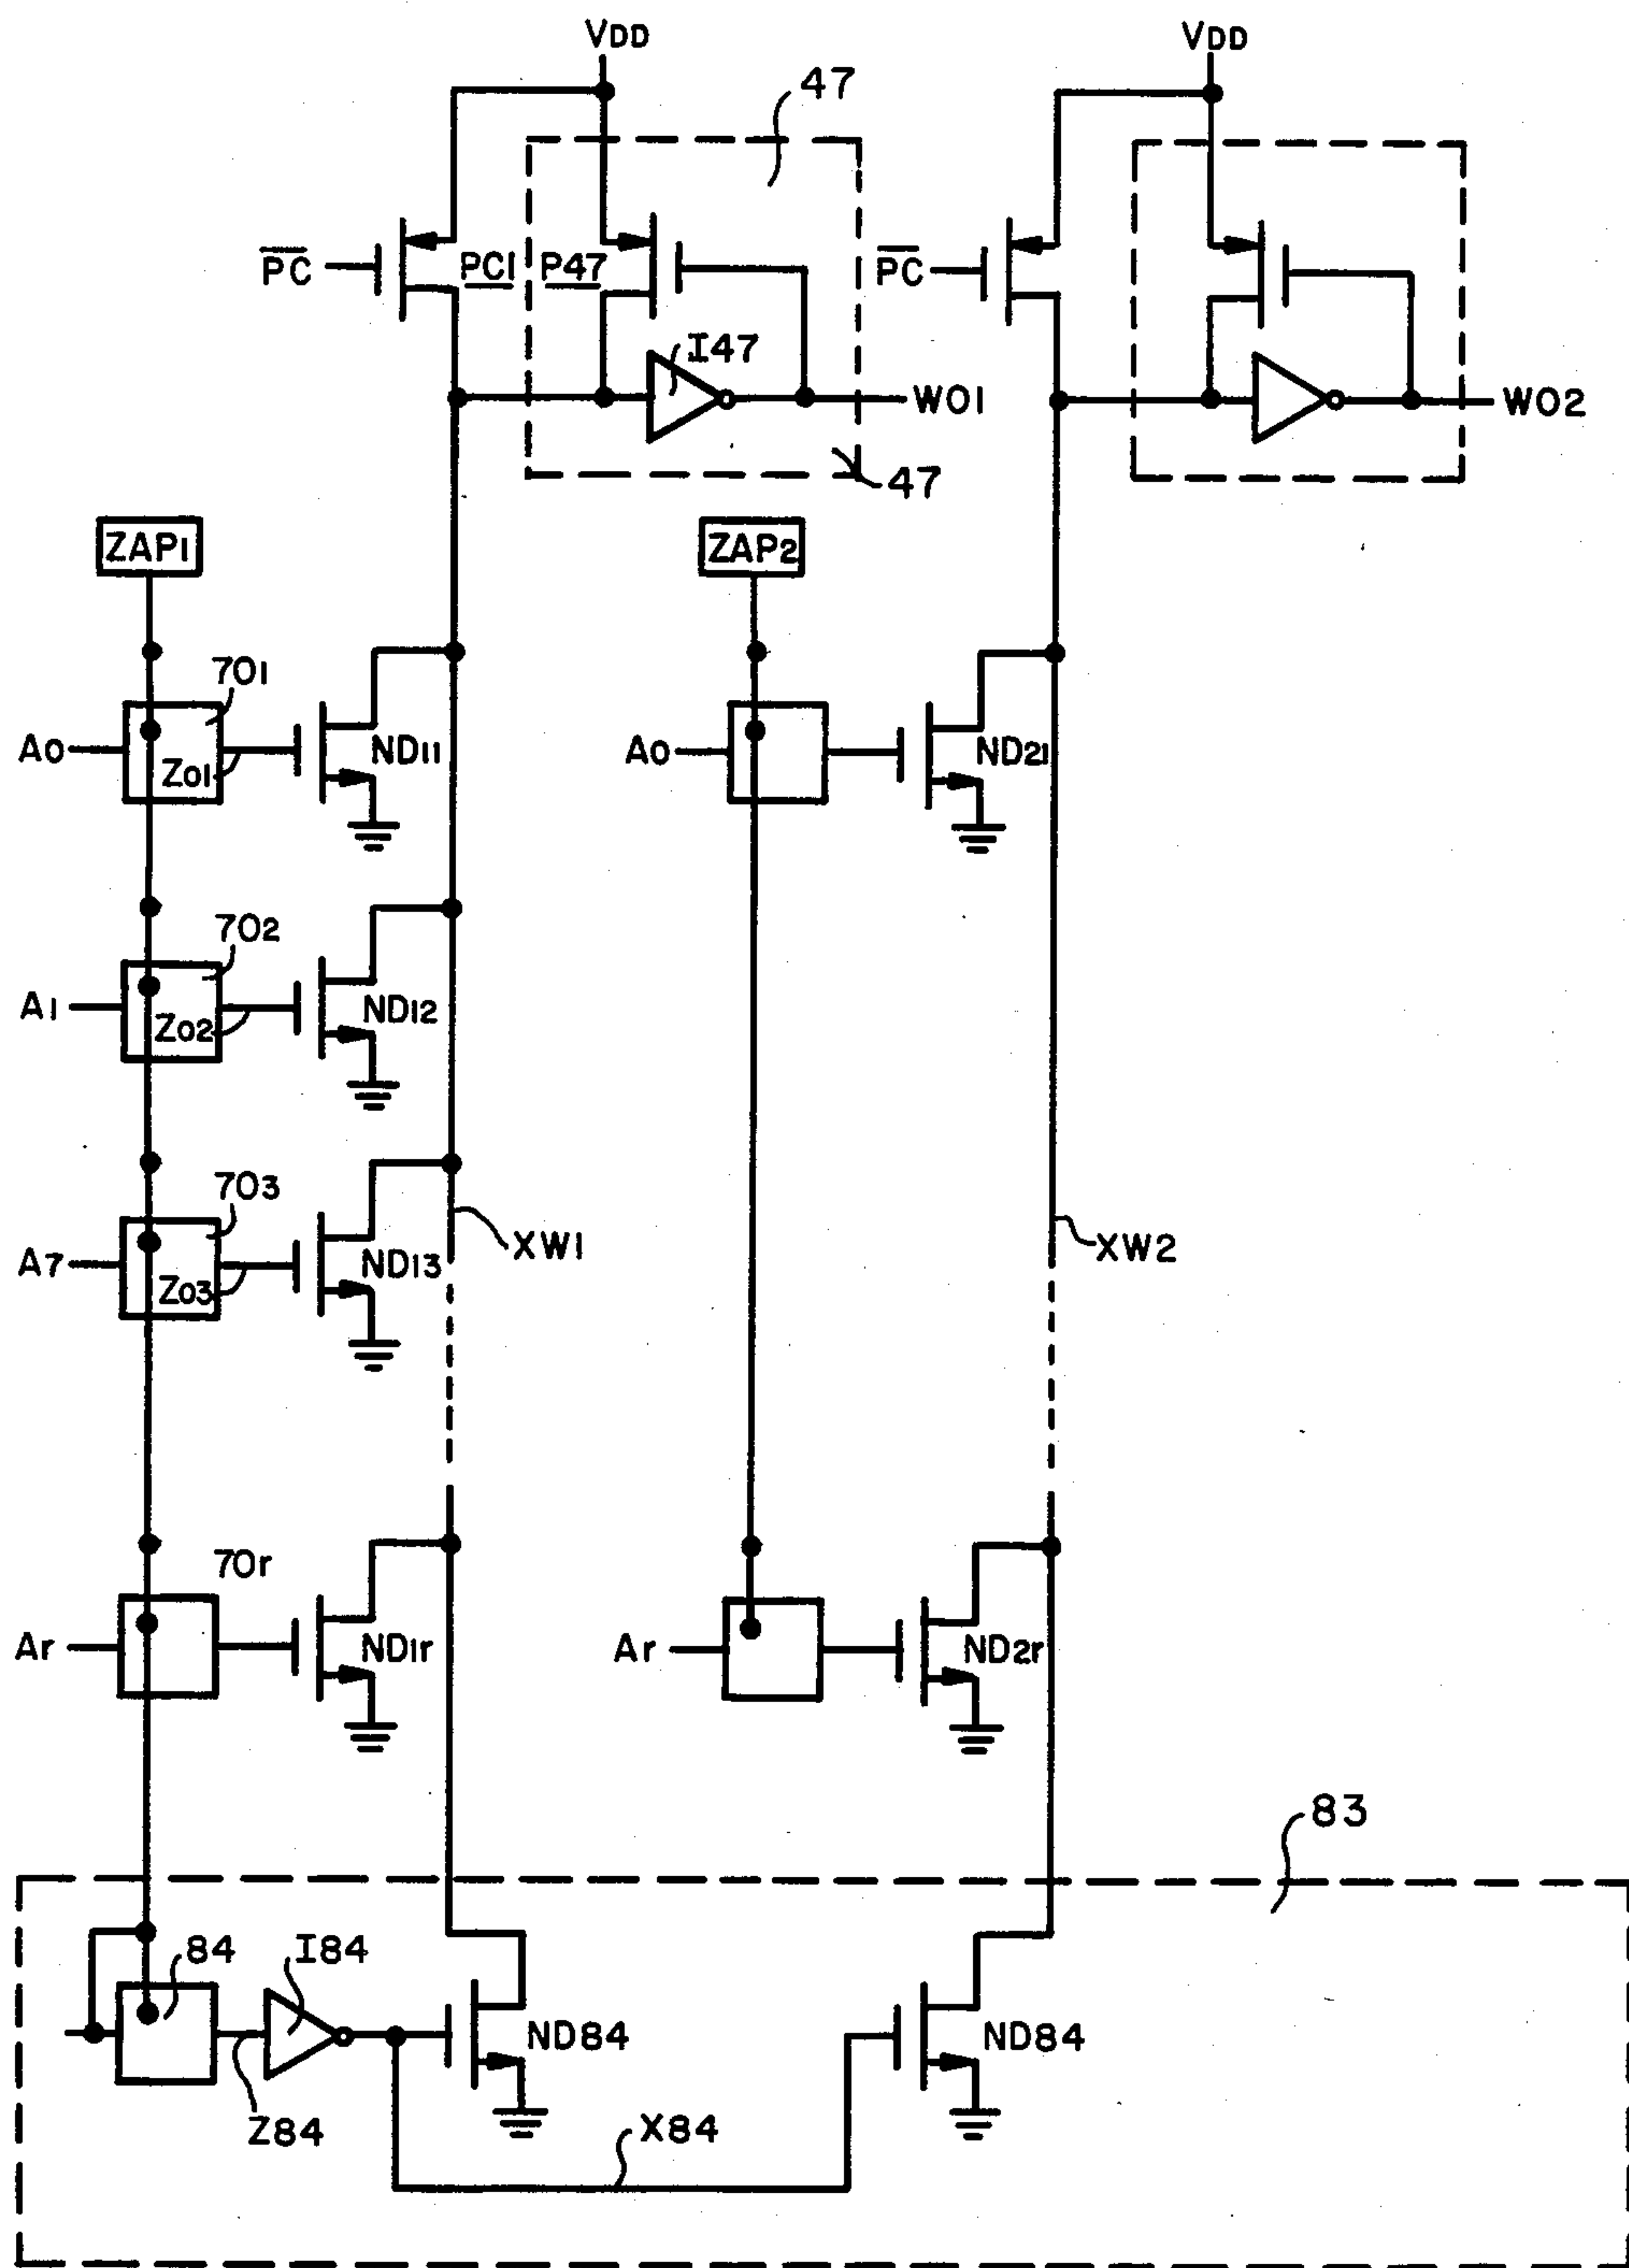 VDD
VDD
47
PC
PC1
P47
PC
I47
WO1
WO2
47
ZAP1
ZAP2
701
A0
Z01
ND11
A0
ND21
702
A1
Z02
ND12
703
A7
Z03
ND13
XW1
XW2
70r
Ar
ND1r
Ar
ND2r
83
84
I84
ND84
ND84
Z84
X84